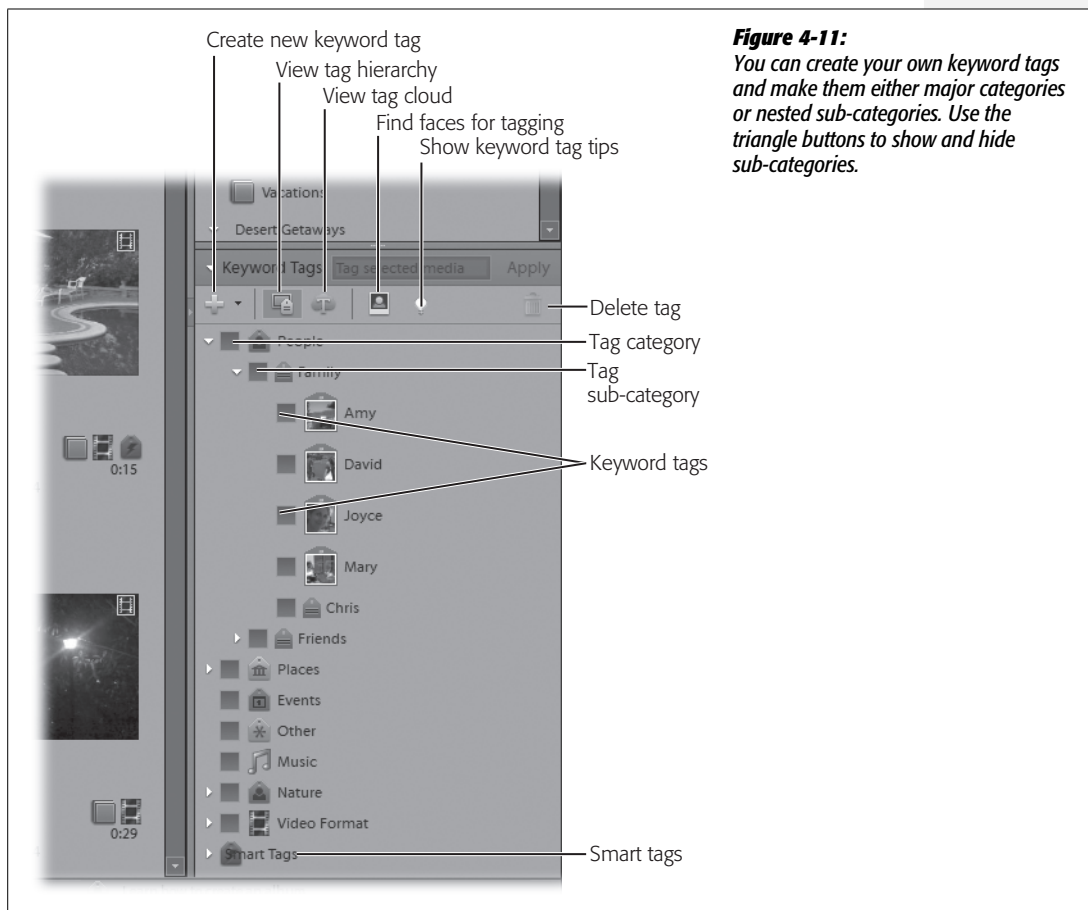 Create new keyword tag
View tag hierarchy
View tag cloud
Find faces for tagging
Show keyword tag tips
Figure 4-11:
You can create your own keyword tags
and make them either major categories
or nested sub-categories. Use the
triangle buttons to show and hide
sub-categories.
Vacations
Desert Getaways
Keyword Tags Tag selected media Apply
Delete tag
People
Tag category
Family
Tag
sub-category
Amy
David
Keyword tags
Joyce
Mary
Chris
Friends
Places
Events
Other
Music
Nature
Video Format
Smart Tags
Smart tags
0:15
0:29